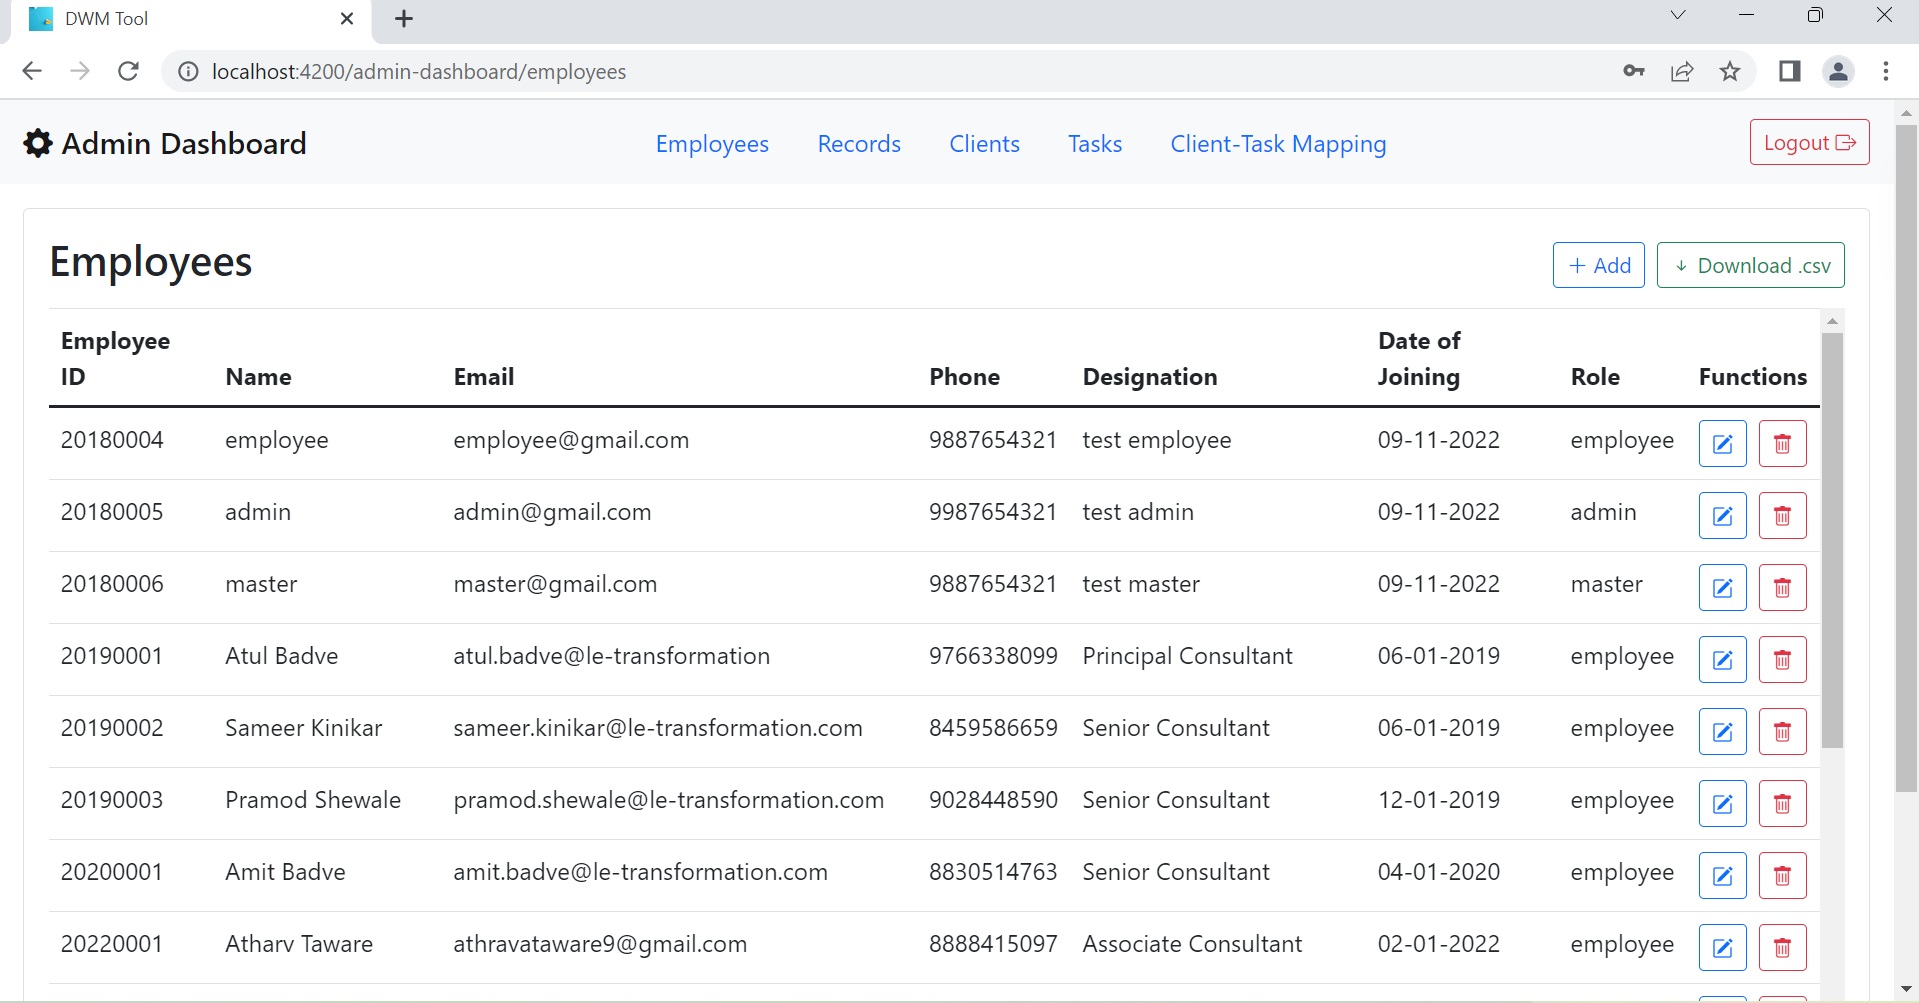 DWM Tool
localhost:4200/admin-dashboard/employees
Admin Dashboard Employees Records Clients Tasks Client-Task Mapping Logout
Employees + Add ↓ Download .csv
Employee ID Name Email Phone Designation Date of Joining Role Functions
20180004 employee employee@gmail.com 9887654321 test employee 09-11-2022 employee
20180005 admin admin@gmail.com 9987654321 test admin 09-11-2022 admin
20180006 master master@gmail.com 9887654321 test master 09-11-2022 master
20190001 Atul Badve atul.badve@le-transformation 9766338099 Principal Consultant 06-01-2019 employee
20190002 Sameer Kinikar sameer.kinikar@le-transformation.com 8459586659 Senior Consultant 06-01-2019 employee
20190003 Pramod Shewale pramod.shewale@le-transformation.com 9028448590 Senior Consultant 12-01-2019 employee
20200001 Amit Badve amit.badve@le-transformation.com 8830514763 Senior Consultant 04-01-2020 employee
20220001 Atharv Taware athravataware9@gmail.com 8888415097 Associate Consultant 02-01-2022 employee